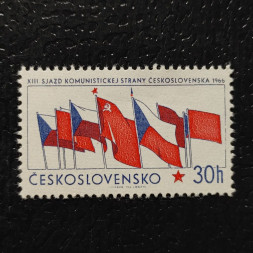 XIII SJAZD KOMUNISTICKEJ STRANY ČESKOSLOVENSKA 1966
ČESKOSLOVENSKO 30h